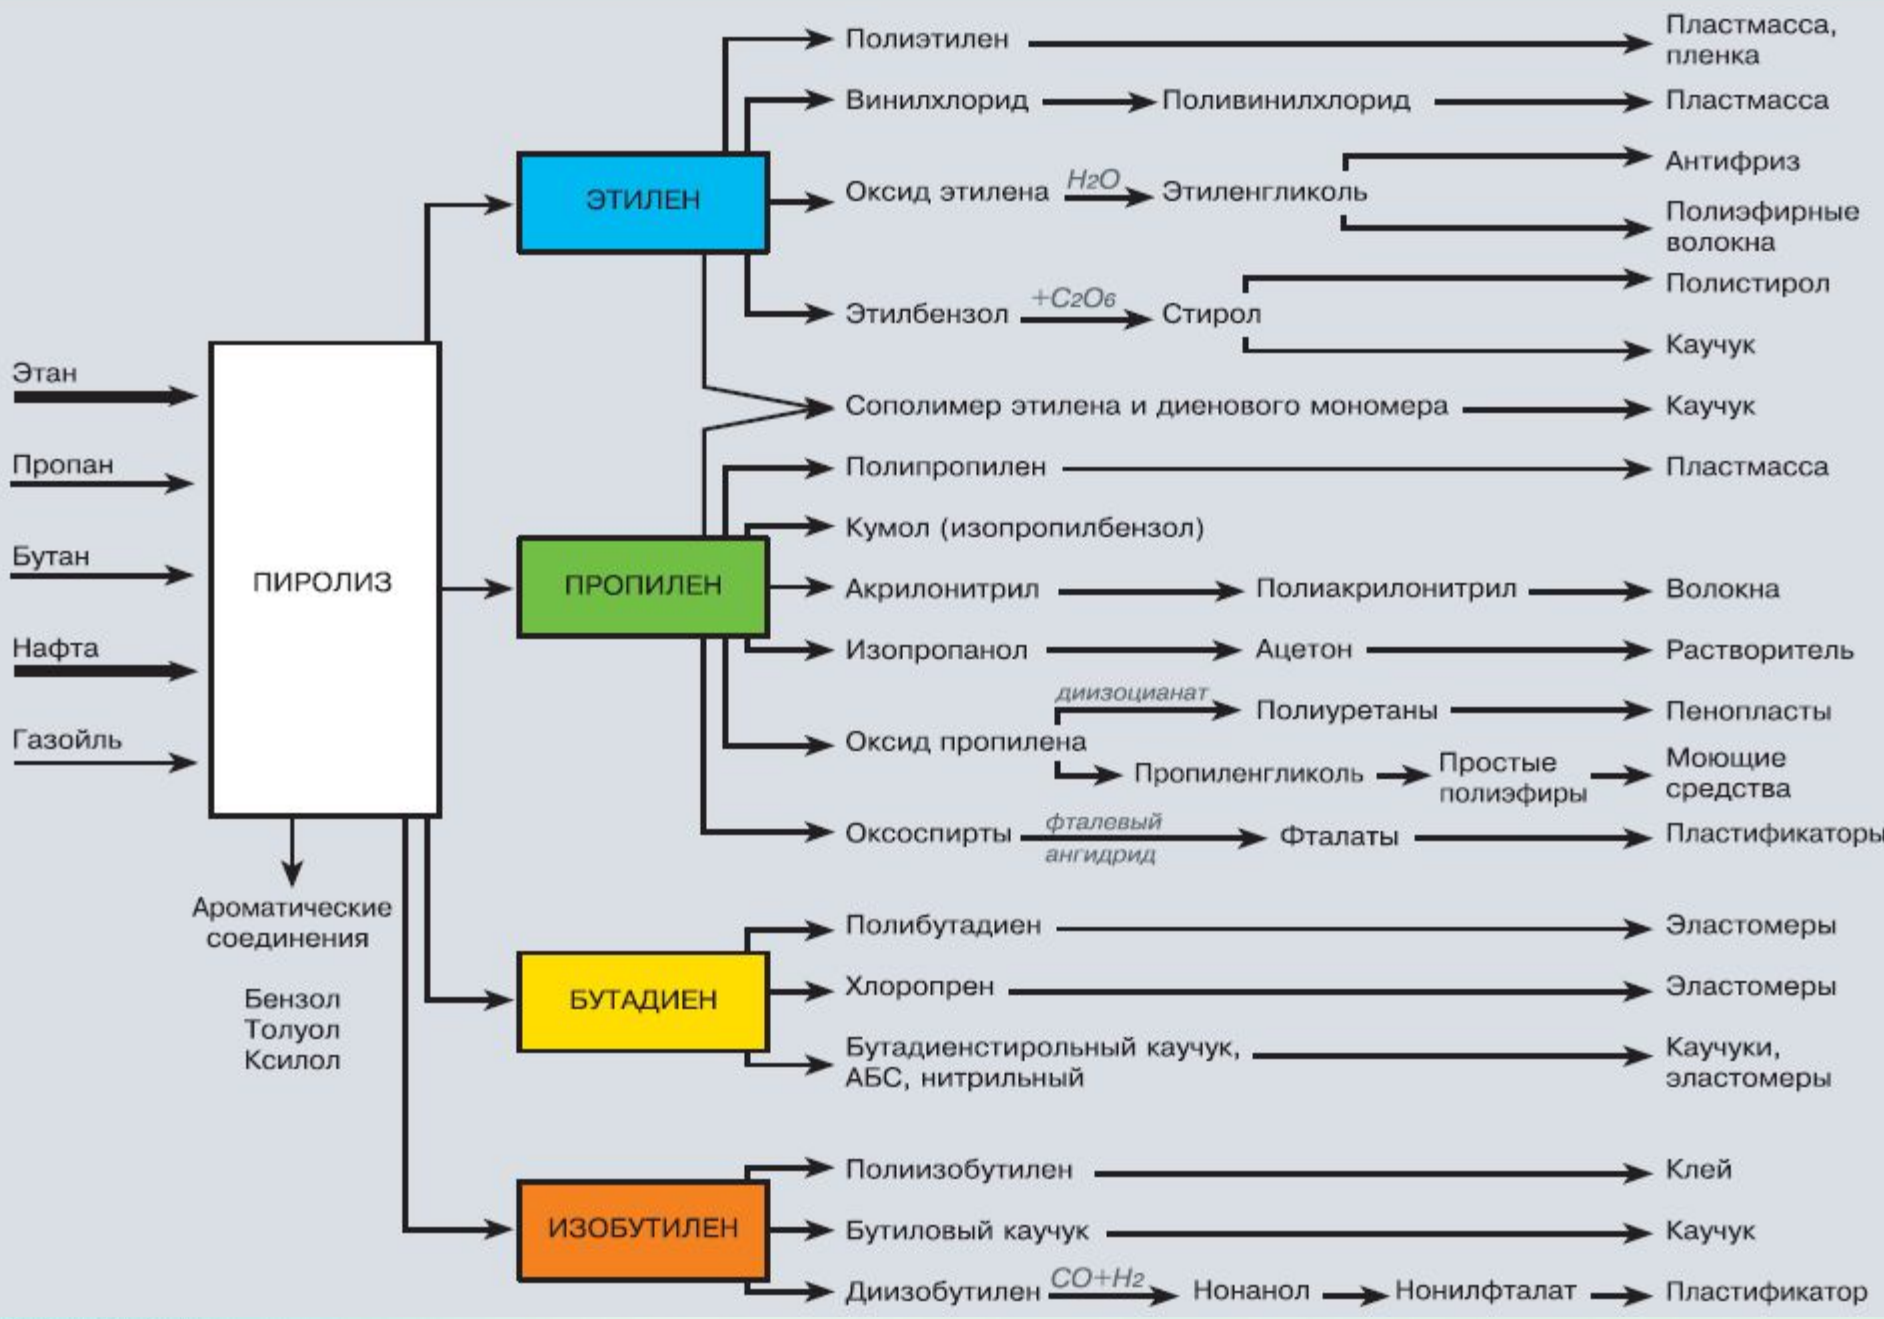 Этан
Пропан
Бутан
Нафта
Газойль
ПИРОЛИЗ
Ароматические
соединения
Бензол
Толуол
Ксилол
ЭТИЛЕН
Полиэтилен
Пластмасса,
пленка
Винилхлорид
Поливинилхлорид
Пластмасса
Оксид этилена
H2O
Этиленгликоль
Антифриз
Полиэфирные
волокна
Этилбензол
+C2O6
Стирол
Полистирол
Каучук
Сополимер этилена и диенового мономера
Каучук
ПРОПИЛЕН
Полипропилен
Пластмасса
Кумол (изопропилбензол)
Акрилонитрил
Полиакрилонитрил
Волокна
Изопропанол
Ацетон
Растворитель
Оксид пропилена
диизоцианат
Полиуретаны
Пенопласты
Пропиленгликоль
Простые
полиэфиры
Моющие
средства
Оксоспирты
фталевый
ангидрид
Фталаты
Пластификаторы
БУТАДИЕН
Полибутадиен
Эластомеры
Хлоропрен
Эластомеры
Бутадиенстирольный каучук,
АБС, нитрильный
Каучуки,
эластомеры
ИЗОБУТИЛЕН
Полиизобутилен
Клей
Бутиловый каучук
Каучук
Диизобутилен
CO+H2
Нонанол
Нонилфталат
Пластификатор